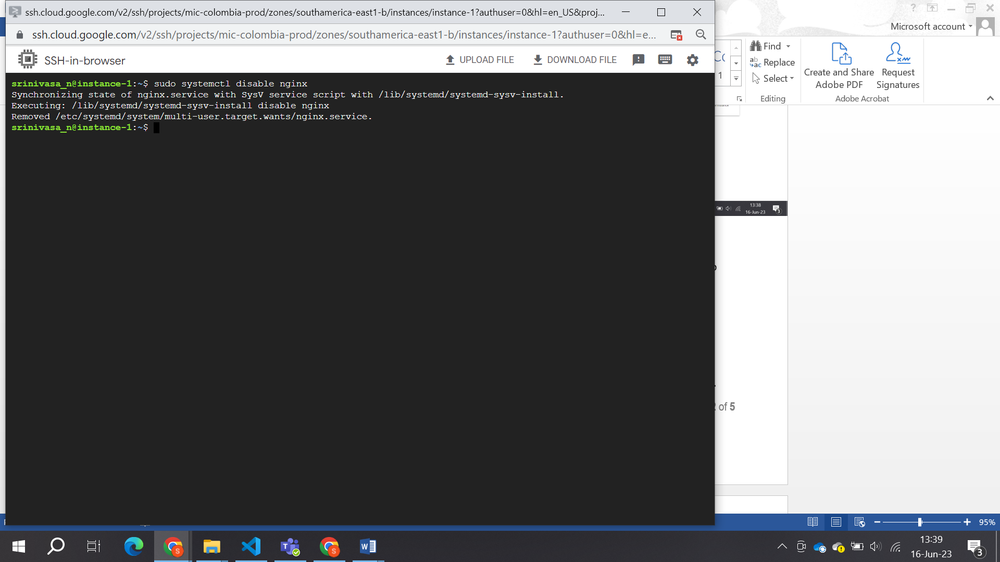 ssh.cloud.google.com/v2/ssh/projects/mic-colombia-prod/zones/southamerica-east1-b/instances/instance-1?authuser=0&hl=en_US&proj...
ssh.cloud.google.com/v2/ssh/projects/mic-colombia-prod/zones/southamerica-east1-b/instances/instance-1?authuser=0&hl=e...
SSH-in-browser
UPLOAD FILE
DOWNLOAD FILE
srinivasa_n@instance-1:~$ sudo systemctl disable nginx
Synchronizing state of nginx.service with SysV service script with /lib/systemd/systemd-sysv-install.
Executing: /lib/systemd/systemd-sysv-install disable nginx
Removed /etc/systemd/system/multi-user.target.wants/nginx.service.
srinivasa_n@instance-1:~$
?
Microsoft account
1
Find
Replace
Select
Editing
Create and Share
Adobe PDF
Request
Signatures
Adobe Acrobat
13:38
16-Jun-23
3
of 5
95%
13:39
16-Jun-23
3